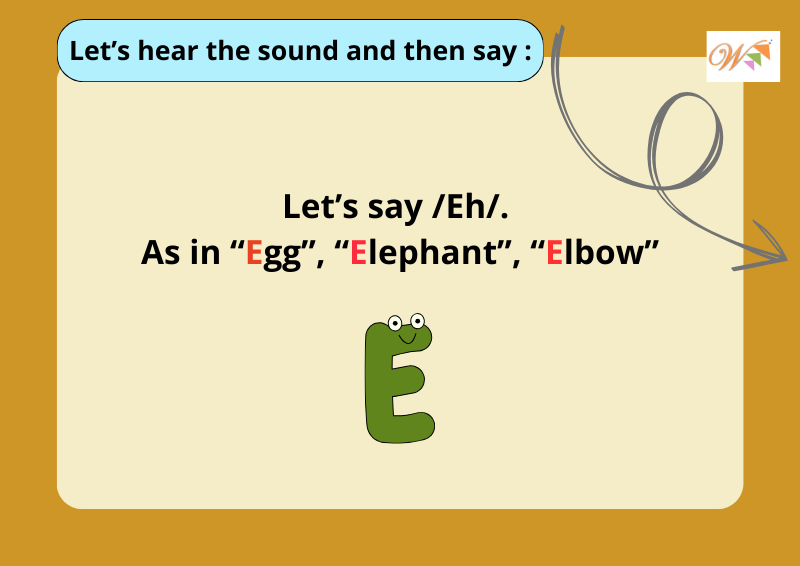 Let’s hear the sound and then say :
W
Let’s say /Eh/.
As in “Egg”, “Elephant”, “Elbow”
E